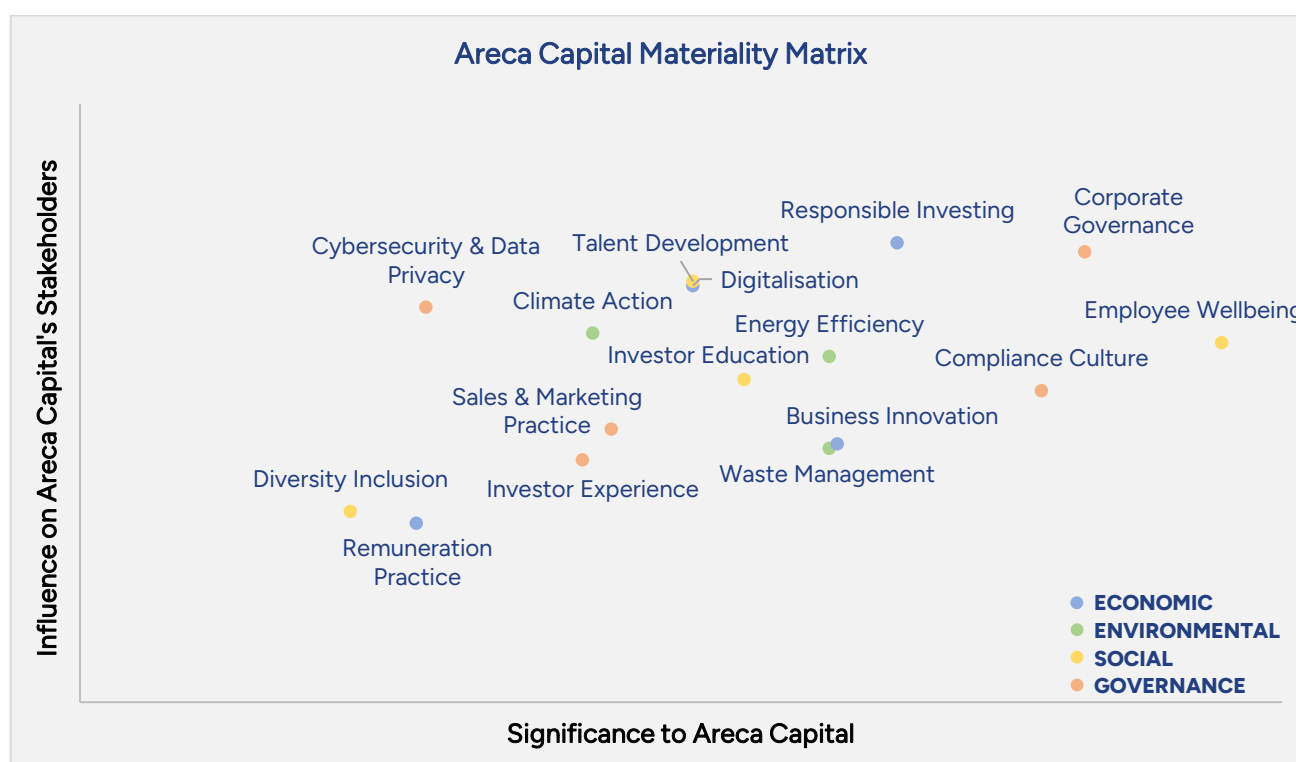 Areca Capital Materiality Matrix
Influence on Areca Capital's Stakeholders
Responsible Investing
Corporate
Governance
Cybersecurity & Data
Privacy
Talent Development
Digitalisation
Climate Action
Employee Wellbeing
Energy Efficiency
Investor Education
Compliance Culture
Sales & Marketing
Practice
Business Innovation
Waste Management
Diversity Inclusion
Investor Experience
Remuneration
Practice
ECONOMIC
ENVIRONMENTAL
SOCIAL
GOVERNANCE
Significance to Areca Capital